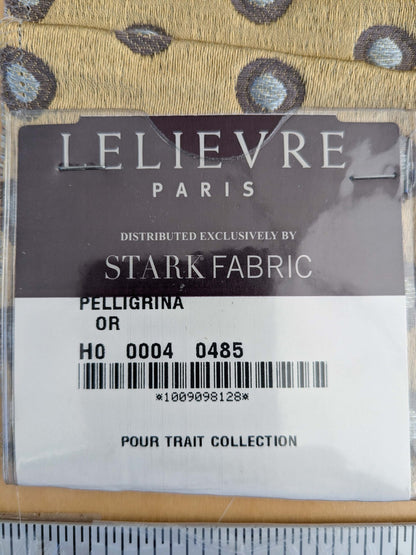 LELIEVRE
PARIS
DISTRIBUTED EXCLUSIVELY BY
STARK FABRIC
PELLIGRINA
OR
H0 0004 0485
*1009098128*
POUR TRAIT COLLECTION